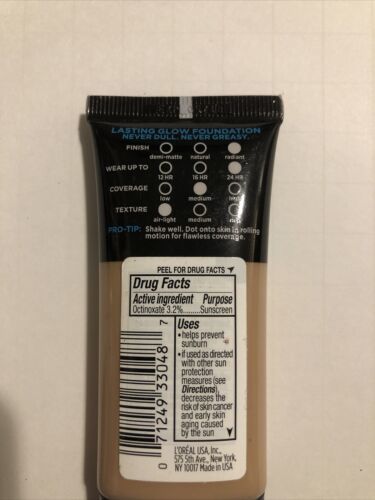 LASTING GLOW FOUNDATION
NEVER DULL. NEVER GREASY.
FINISH
demi-matte natural radiant
WEAR UP TO
12 HR 16 HR 24 HR
COVERAGE
low medium
TEXTURE
air-light medium
PRO-TIP: Shake well. Dot onto skin in rolling
motion for flawless coverage.
PEEL FOR DRUG FACTS
Drug Facts
Active ingredient Purpose
Octinoxate 3.2%.........Sunscreen
Uses
• helps prevent
sunburn
• if used as directed
with other sun
protection
measures (see
Directions),
decreases the
risk of skin cancer
and early skin
aging caused
by the sun
L'ORÉAL USA, Inc.,
575 5th Ave., New York,
NY 10017 Made in USA
0 71249 33048 7